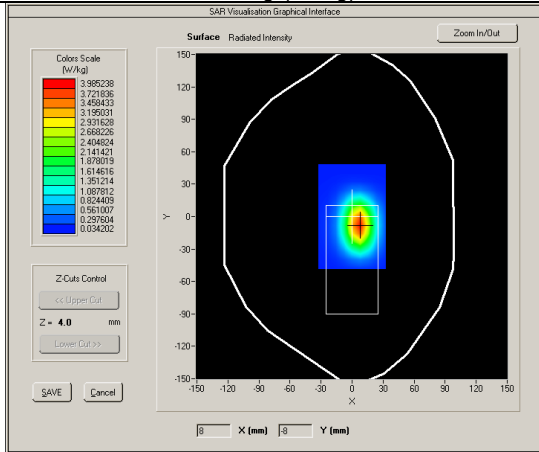 SAR Visualisation Graphical Interface
Surface Radiated Intensity
Zoom In/Out
Colors Scale
(W/kg)
3.985238
3.721836
3.458433
3.195031
2.931628
2.668226
2.404824
2.141421
1.878019
1.614616
1.351214
1.087812
0.824409
0.561007
0.297604
0.034202
Z-Cuts Control
<< Upper Cut
Z = 4.0 mm
Lower Cut >>
SAVE Cancel
150
120
90
60
30
Y 0
-30
-60
-90
-120
-150
-150 -120 -90 -60 -30 0 30 60 90 120 150
X
8 X (mm) -8 Y (mm)